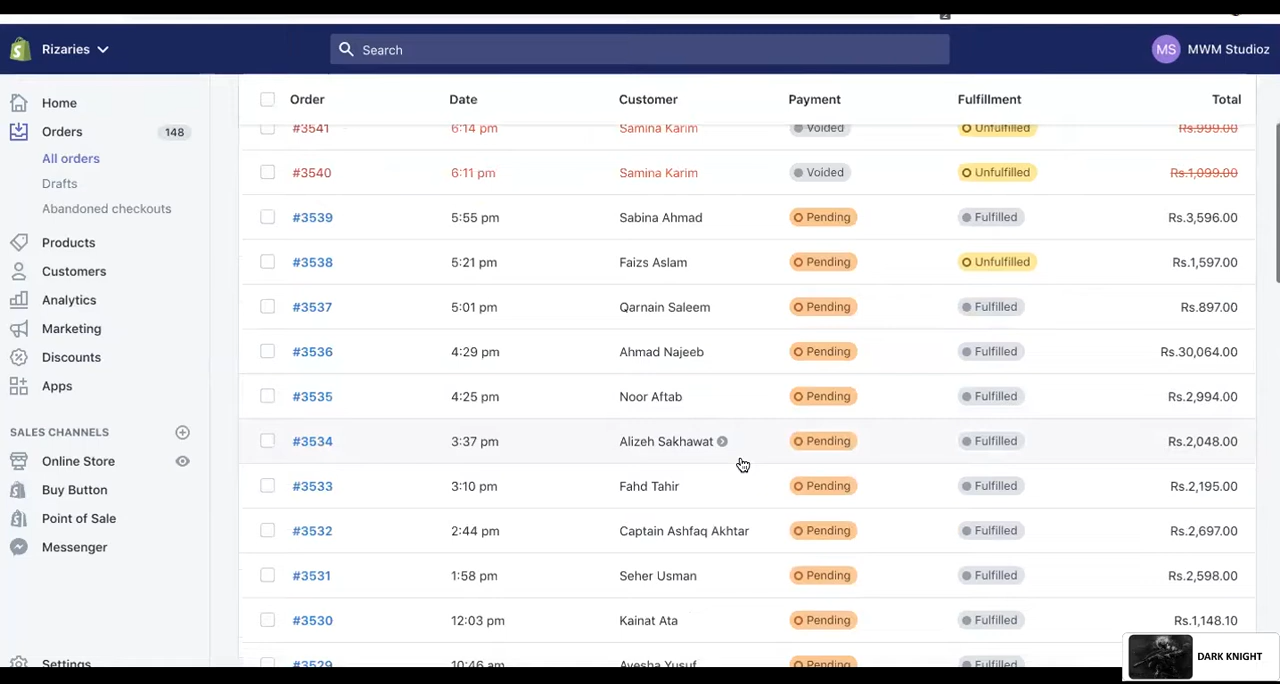 2
Rizaries
Search
MS MWM Studioz
Home
Orders 148
All orders
Drafts
Abandoned checkouts
Products
Customers
Analytics
Marketing
Discounts
Apps
SALES CHANNELS
Online Store
Buy Button
Point of Sale
Messenger
Settings
Order Date Customer Payment Fulfillment Total
#3541 6:14 pm Samina Karim Voided Unfulfilled Rs.999.00
#3540 6:11 pm Samina Karim Voided Unfulfilled Rs.1,099.00
#3539 5:55 pm Sabina Ahmad Pending Fulfilled Rs.3,596.00
#3538 5:21 pm Faizs Aslam Pending Unfulfilled Rs.1,597.00
#3537 5:01 pm Qarnain Saleem Pending Fulfilled Rs.897.00
#3536 4:29 pm Ahmad Najeeb Pending Fulfilled Rs.30,064.00
#3535 4:25 pm Noor Aftab Pending Fulfilled Rs.2,994.00
#3534 3:37 pm Alizeh Sakhawat Pending Fulfilled Rs.2,048.00
#3533 3:10 pm Fahd Tahir Pending Fulfilled Rs.2,195.00
#3532 2:44 pm Captain Ashfaq Akhtar Pending Fulfilled Rs.2,697.00
#3531 1:58 pm Seher Usman Pending Fulfilled Rs.2,598.00
#3530 12:03 pm Kainat Ata Pending Fulfilled Rs.1,148.10
#3529 10:46 am Ayesha Yusuf Pending Fulfilled
DARK KNIGHT